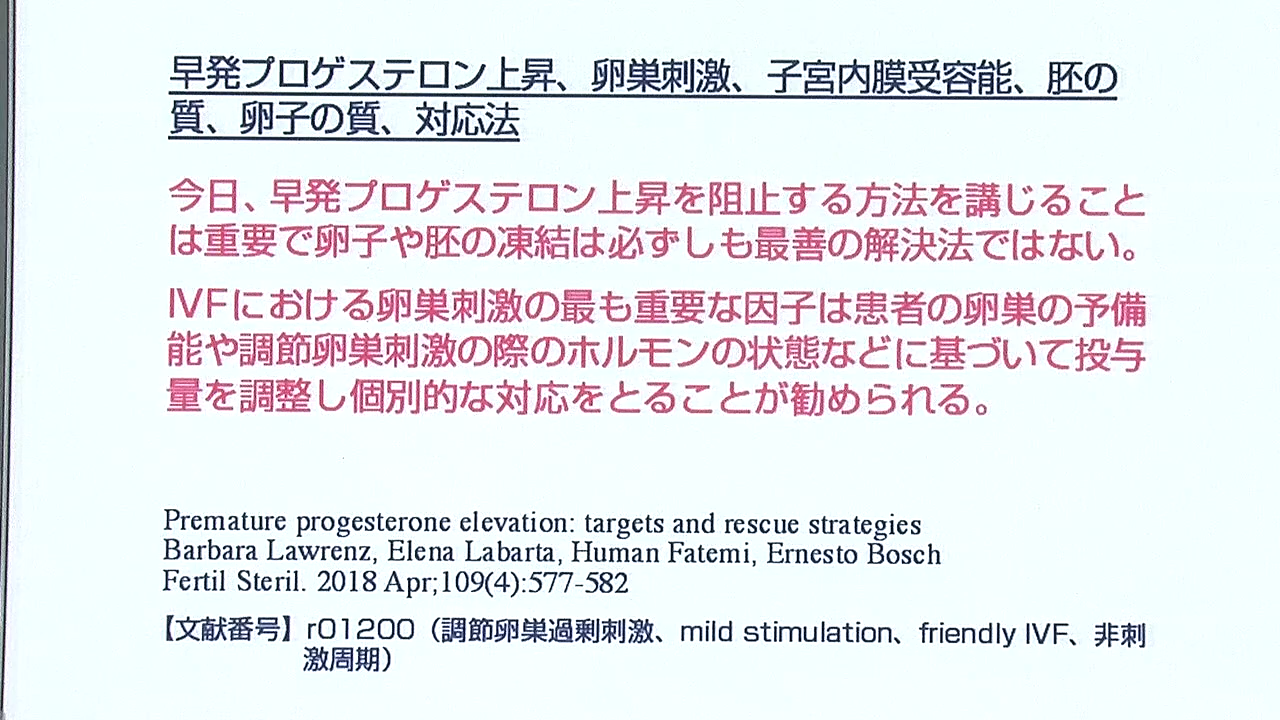 早発プロゲステロン上昇、卵巣刺激、子宮内膜受容能、胚の
質、卵子の質、対応法
今日、早発プロゲステロン上昇を阻止する方法を講じること
は重要で卵子や胚の凍結は必ずしも最善の解決法ではない。
IVFにおける卵巣刺激の最も重要な因子は患者の卵巣の予備
能や調節卵巣刺激の際のホルモンの状態などに基づいて投与
量を調整し個別的な対応をとることが勧められる。
Premature progesterone elevation: targets and rescue strategies
Barbara Lawrenz, Elena Labarta, Human Fatemi, Ernesto Bosch
Fertil Steril. 2018 Apr;109(4):577-582
【文献番号】r01200（調節卵巣過剰刺激、mild stimulation、friendly IVF、非刺
激周期）